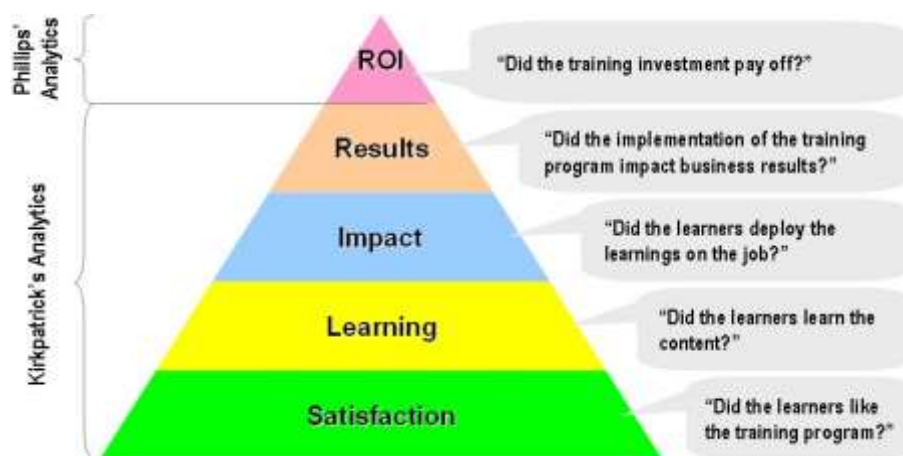 Phillips'
Analytics
ROI
“Did the training investment pay off?”
Results
“Did the implementation of the training
program impact business results?”
Impact
“Did the learners deploy the
learnings on the job?”
Kirkpatrick's Analytics
Learning
“Did the learners learn the
content?”
Satisfaction
“Did the learners like
the training program?”